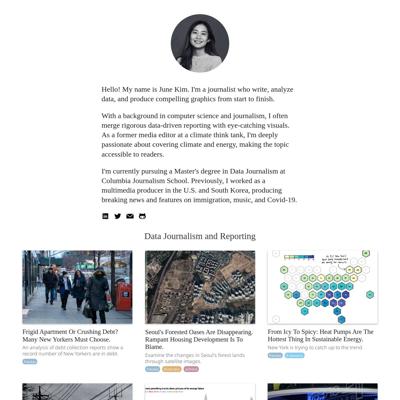 Hello! My name is June Kim. I'm a journalist who write, analyze
data, and produce compelling graphics from start to finish.
With a background in computer science and journalism, I often
merge rigorous data-driven reporting with eye-catching visuals.
As a former media editor at a climate think tank, I'm deeply
passionate about covering climate and energy, making the topic
accessible to readers.
I'm currently pursuing a Master's degree in Data Journalism at
Columbia Journalism School. Previously, I worked as a
multimedia producer in the U.S. and South Korea, producing
breaking news and features on immigration, music, and Covid-19.
Data Journalism and Reporting
Frigid Apartment Or Crushing Debt?
Many New Yorkers Must Choose.
An analysis of debt collection reports show a
record number of New Yorkers are in debt.
Seoul's Forested Oases Are Disappearing.
Rampant Housing Development Is To
Blame.
Examine the changes in Seoul's forest lands
through satellite images.
From Icy To Spicy: Heat Pumps Are The
Hottest Thing In Sustainable Energy.
New York is trying to catch up to the trend.